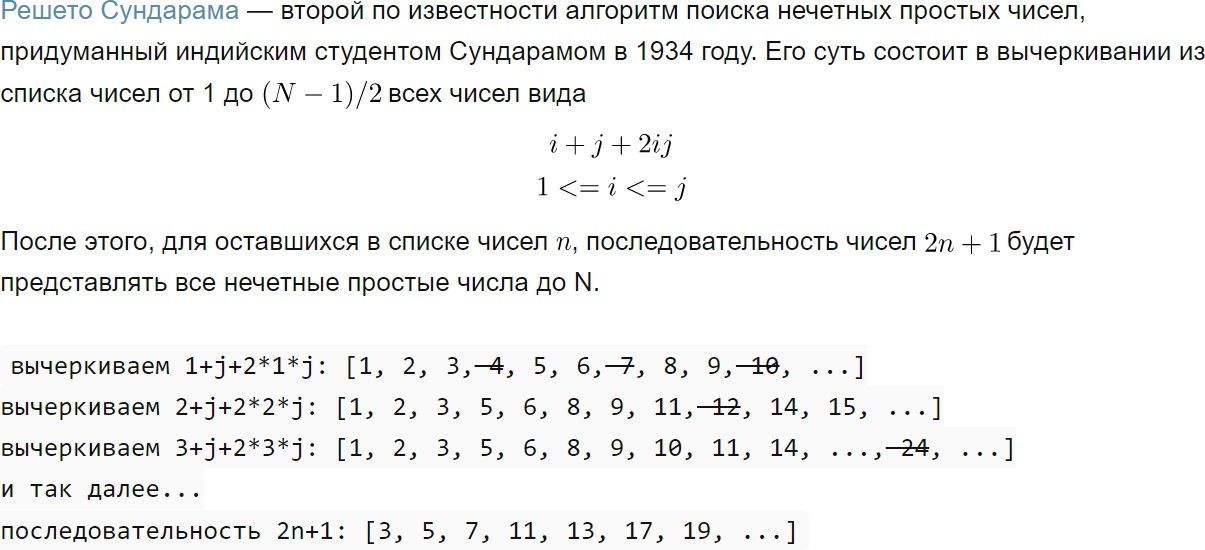 Решето Сундарама — второй по известности алгоритм поиска нечетных простых чисел,
придуманный индийским студентом Сундарамом в 1934 году. Его суть состоит в вычеркивании из
списка чисел от 1 до (N − 1)/2 всех чисел вида
i + j + 2ij
1 <= i <= j
После этого, для оставшихся в списке чисел n, последовательность чисел 2n + 1 будет
представлять все нечетные простые числа до N.
вычеркиваем 1+j+2*1*j: [1, 2, 3, 4, 5, 6, 7, 8, 9, 10, ...]
вычеркиваем 2+j+2*2*j: [1, 2, 3, 5, 6, 8, 9, 11, 12, 14, 15, ...]
вычеркиваем 3+j+2*3*j: [1, 2, 3, 5, 6, 8, 9, 10, 11, 14, ..., 24, ...]
и так далее...
последовательность 2n+1: [3, 5, 7, 11, 13, 17, 19, ...]